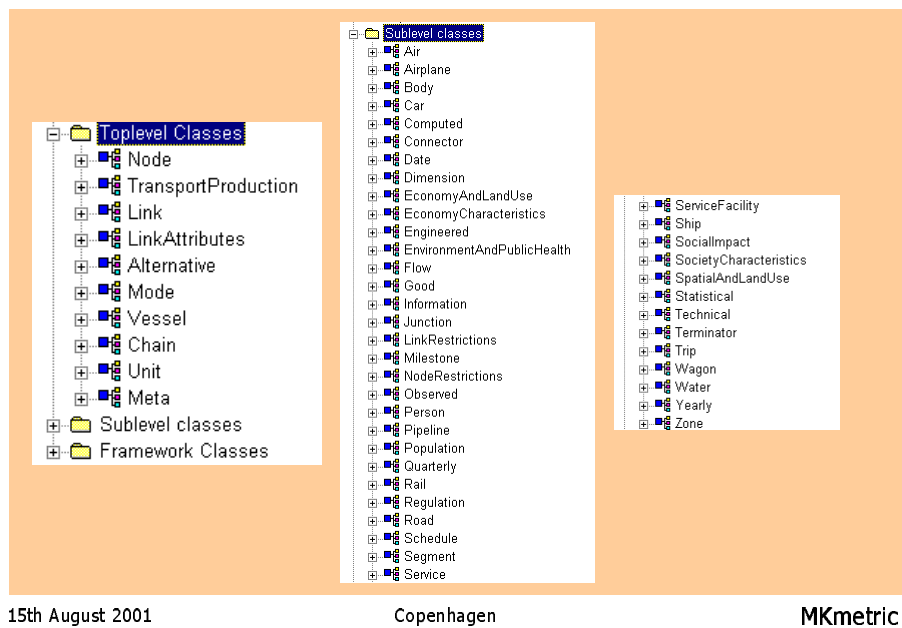 Toplevel Classes
Node
TransportProduction
Link
LinkAttributes
Alternative
Mode
Vessel
Chain
Unit
Meta
Sublevel classes
Framework Classes
Sublevel classes
Air
Airplane
Body
Car
Computed
Connector
Date
Dimension
EconomyAndLandUse
EconomyCharacteristics
Engineered
EnvironmentAndPublicHealth
Flow
Good
Information
Junction
LinkRestrictions
Milestone
NodeRestrictions
Observed
Person
Pipeline
Population
Quarterly
Rail
Regulation
Road
Schedule
Segment
Service
ServiceFacility
Ship
SocialImpact
SocietyCharacteristics
SpatialAndLandUse
Statistical
Technical
Terminator
Trip
Wagon
Water
Yearly
Zone
15th August 2001
Copenhagen
MKmetric